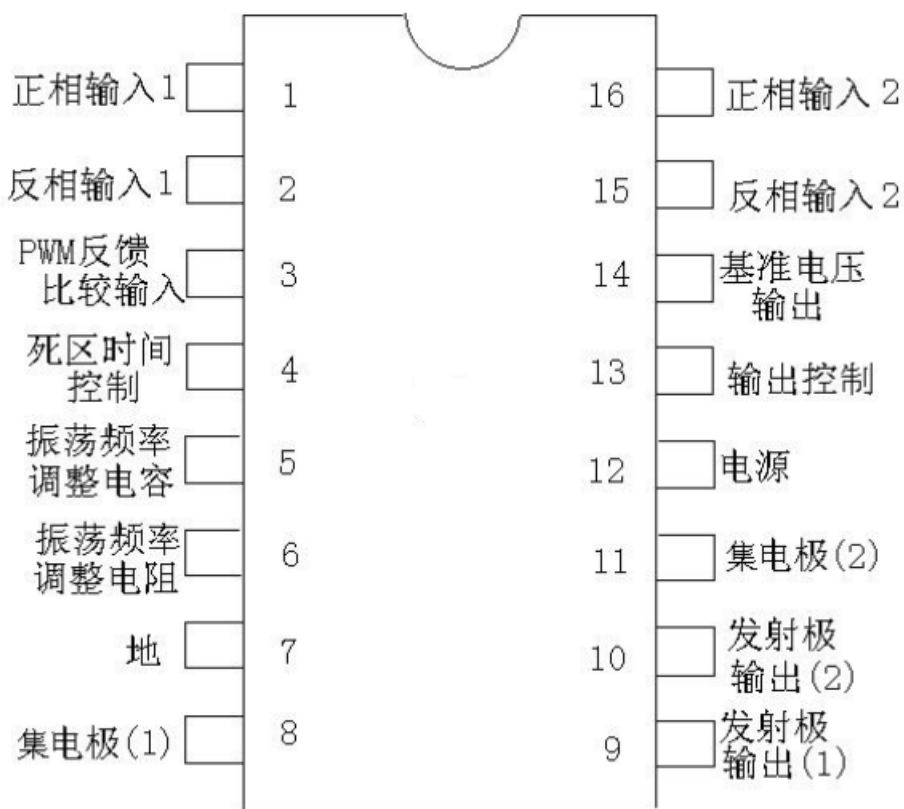 正相输入1
1
16
正相输入2
反相输入1
2
15
反相输入2
PWM反馈
比较输入
3
14
基准电压
输出
死区时间
控制
4
13
输出控制
振荡频率
调整电容
5
12
电源
振荡频率
调整电阻
6
11
集电极(2)
地
7
10
发射极
输出(2)
集电极(1)
8
9
发射极
输出(1)